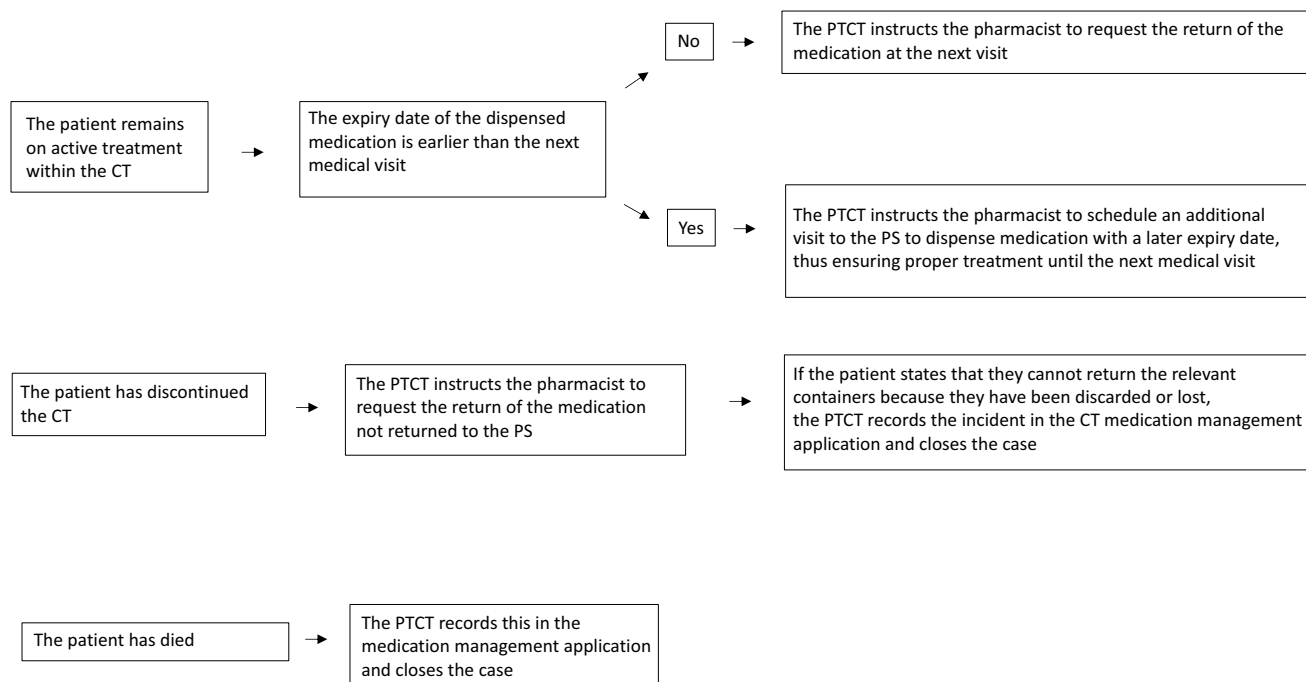 No
The PTCT instructs the pharmacist to request the return of the
medication at the next visit
The patient remains
on active treatment
within the CT
The expiry date of the dispensed
medication is earlier than the next
medical visit
Yes
The PTCT instructs the pharmacist to schedule an additional
visit to the PS to dispense medication with a later expiry date,
thus ensuring proper treatment until the next medical visit
The patient has discontinued
the CT
The PTCT instructs the pharmacist to
request the return of the medication
not returned to the PS
If the patient states that they cannot return the relevant
containers because they have been discarded or lost,
the PTCT records the incident in the CT medication management
application and closes the case
The patient has died
The PTCT records this in the
medication management application
and closes the case